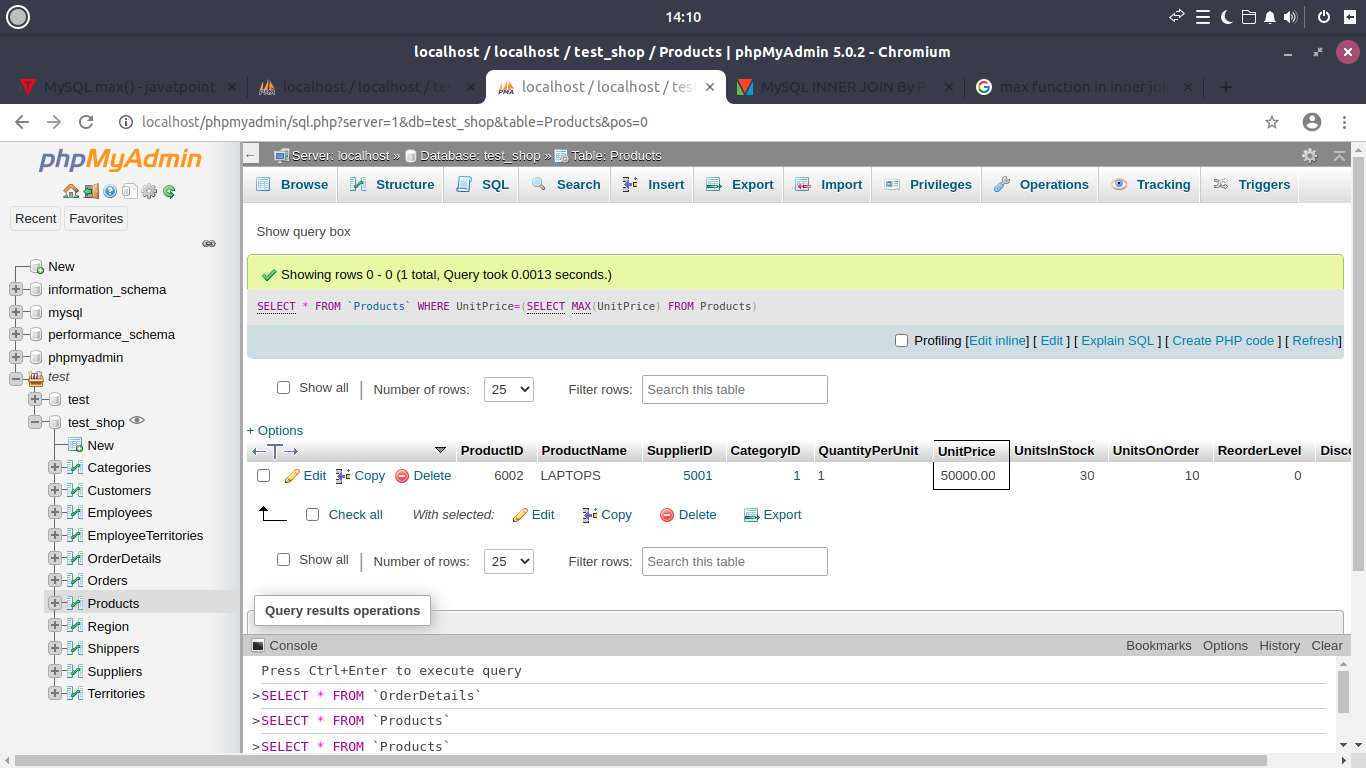 14:10
localhost / localhost / test_shop / Products | phpMyAdmin 5.0.2 - Chromium
MySQL max() - javatpoint
localhost / localhost / te
localhost / localhost / test
MySQL INNER JOIN By P
max function in inner joi
localhost/phpmyadmin/sql.php?server=1&db=test_shop&table=Products&pos=0
phpMyAdmin
Recent Favorites
New
information_schema
mysql
performance_schema
phpmyadmin
test
test
test_shop
New
Categories
Customers
Employees
EmployeeTerritories
OrderDetails
Orders
Products
Region
Shippers
Suppliers
Territories
Server: localhost » Database: test_shop » Table: Products
Browse Structure SQL Search Insert Export Import Privileges Operations Tracking Triggers
Show query box
Showing rows 0 - 0 (1 total, Query took 0.0013 seconds.)
SELECT * FROM `Products` WHERE UnitPrice=(SELECT MAX(UnitPrice) FROM Products)
Profiling [Edit inline] [ Edit ] [ Explain SQL ] [ Create PHP code ] [ Refresh]
Show all | Number of rows: 25 Filter rows: Search this table
+ Options
ProductID ProductName SupplierID CategoryID QuantityPerUnit UnitPrice UnitsInStock UnitsOnOrder ReorderLevel Disco
Edit Copy Delete 6002 LAPTOPS 5001 1 1 50000.00 30 10 0
Check all With selected: Edit Copy Delete Export
Show all | Number of rows: 25 Filter rows: Search this table
Query results operations
Console Bookmarks Options History Clear
Press Ctrl+Enter to execute query
>SELECT * FROM `OrderDetails`
>SELECT * FROM `Products`
>SELECT * FROM `Products`